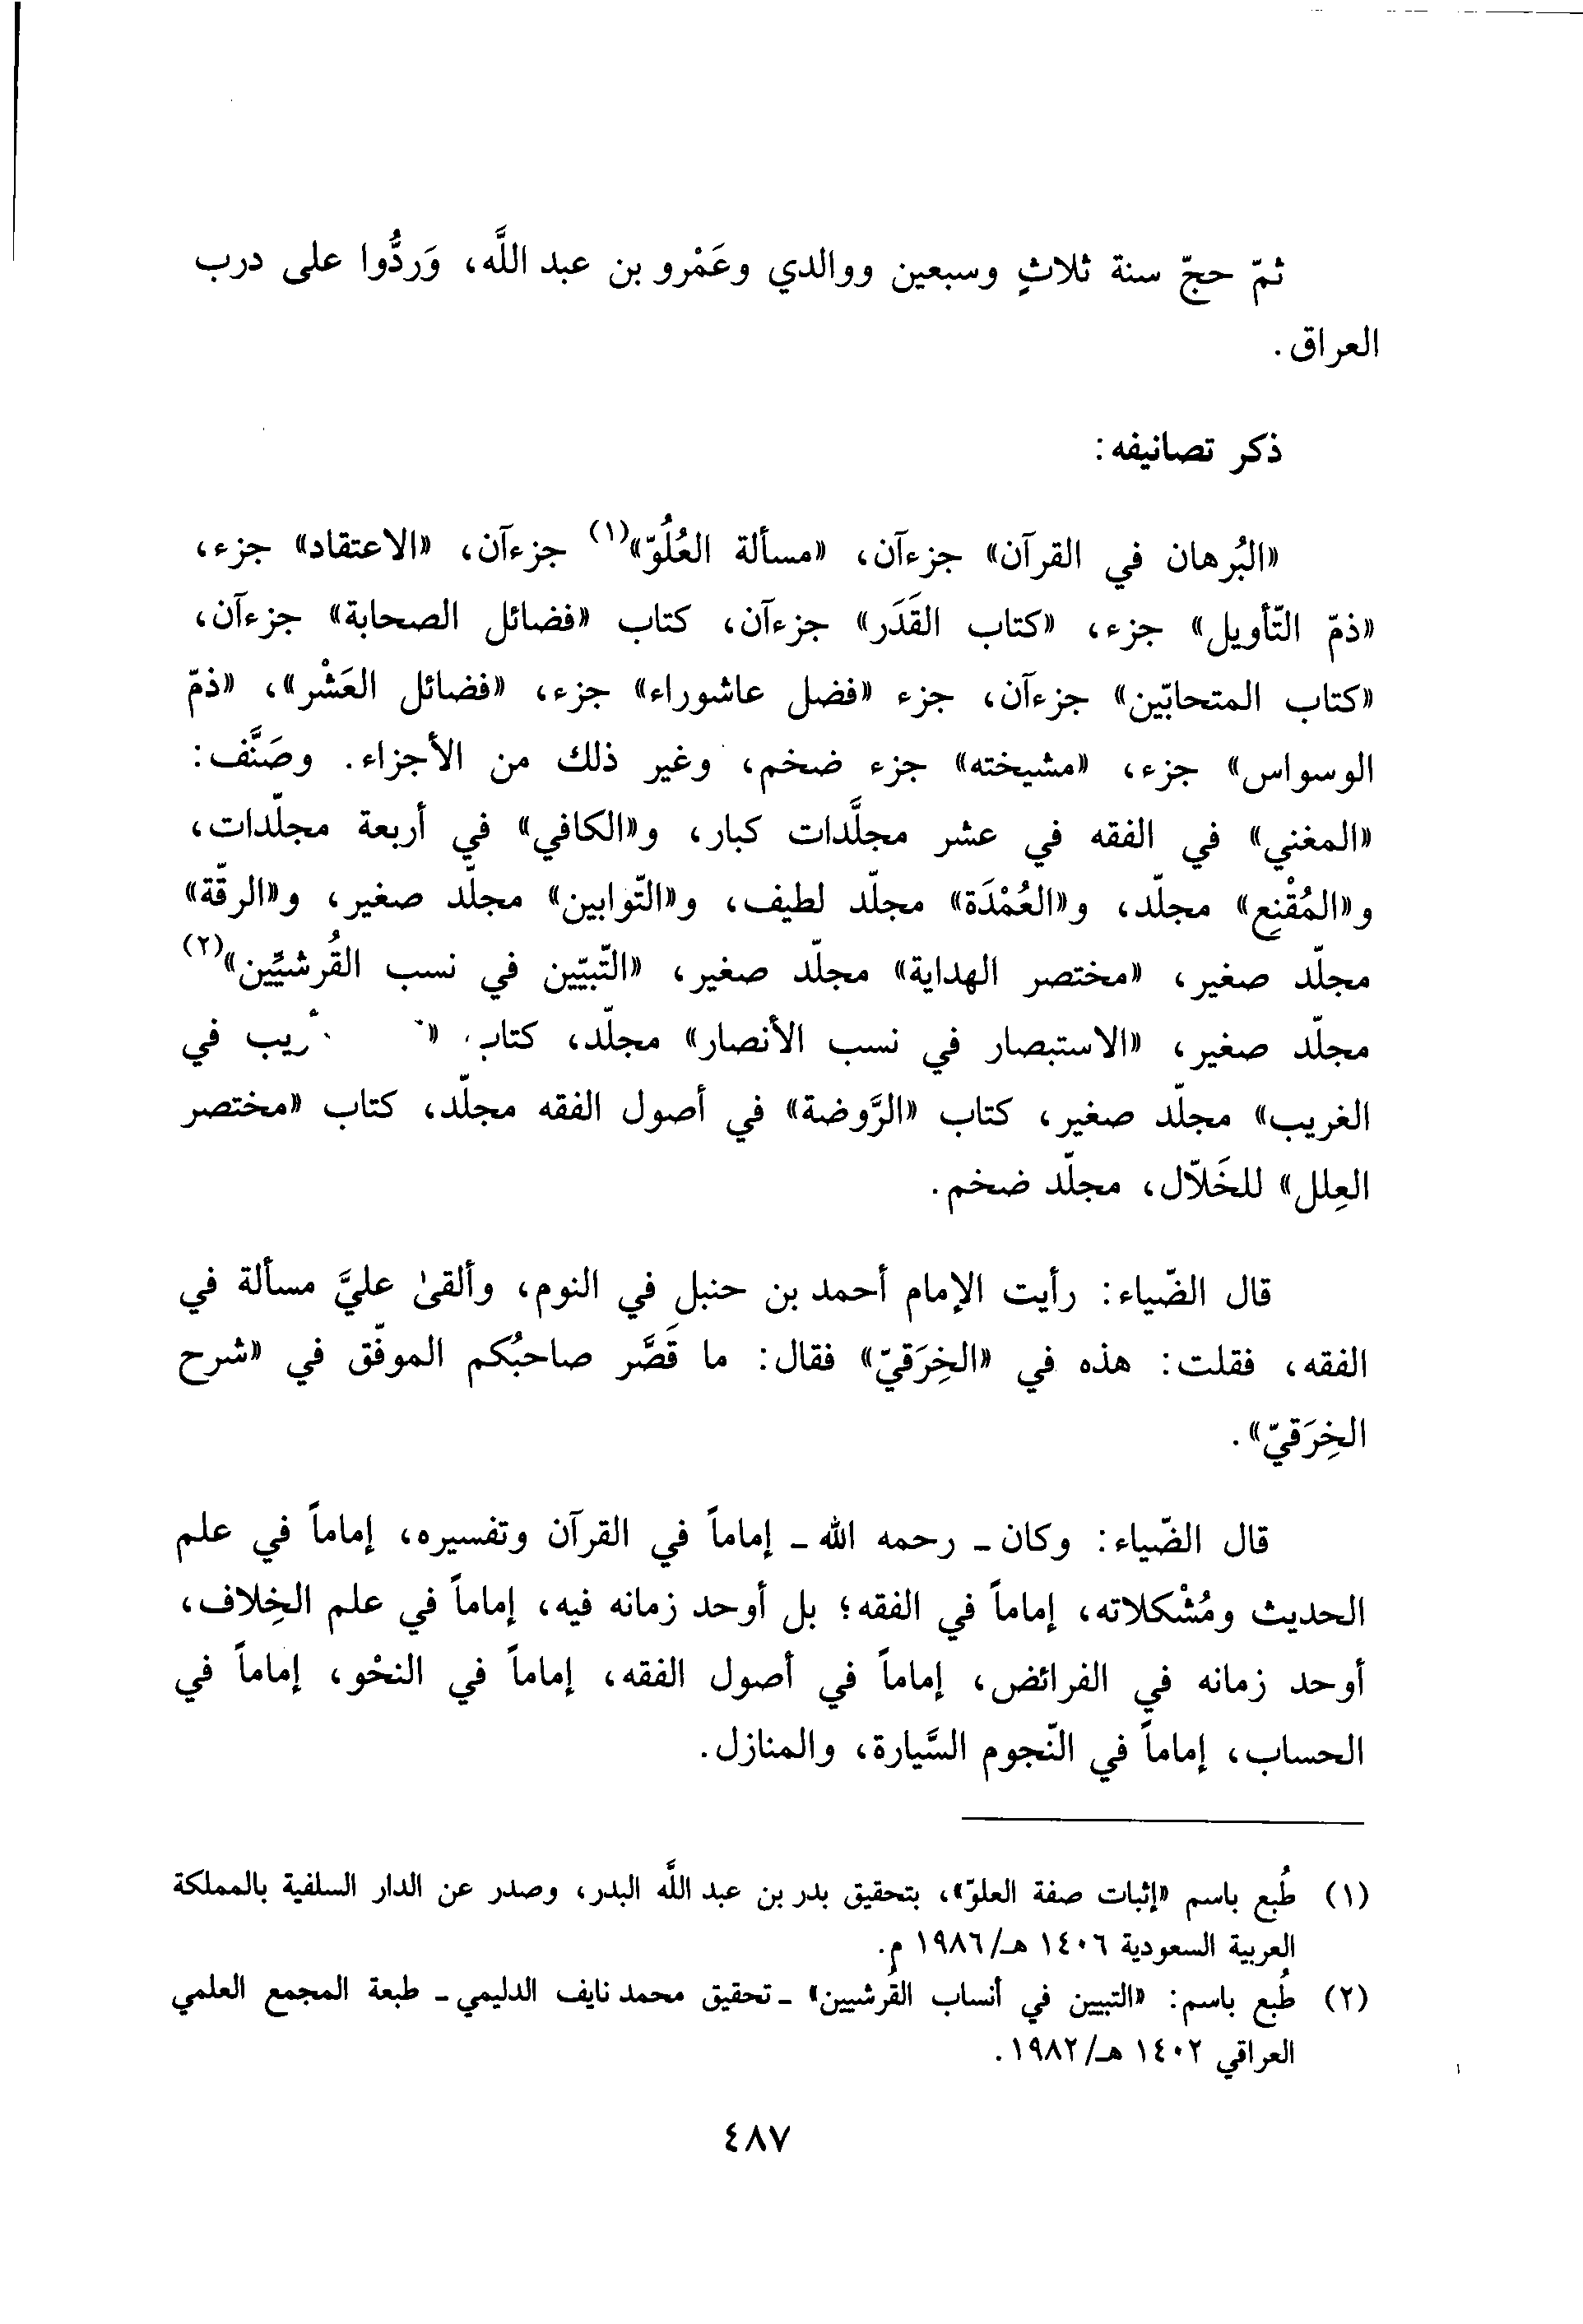 ثمّ حجّ سنة ثلاثٍ وسبعين ووالدي وعَمْرو بن عبد اللَّه، وَردُّوا على درب
العراق.
ذكر تصانيفه:
«البُرهان في القرآن» جزءآن، «مسألة العُلُوّ»(١) جزءآن، «الاعتقاد» جزء،
«ذمّ التّأويل» جزء، «كتاب القَدَر» جزءآن، كتاب «فضائل الصحابة» جزءآن،
«كتاب المتحابّين» جزءآن، جزء «فضل عاشوراء» جزء، «فضائل العَشْر»، «ذمّ
الوسواس» جزء، «مشيخته» جزء ضخم، وغير ذلك من الأجزاء. وصَنَّف:
«المغني» في الفقه في عشر مجلَّدات كبار، و«الكافي» في أربعة مجلّدات،
و«المُقْنِع» مجلّد، و«العُمْدَة» مجلّد لطيف، و«التّوابين» مجلّد صغير، و«الرقّة»
مجلّد صغير، «مختصر الهداية» مجلّد صغير، «التّبيّين في نسب القُرشيّين»(٢)
مجلّد صغير، «الاستبصار في نسب الأنصار» مجلّد، كتاب « في
الغريب» مجلّد صغير، كتاب «الرَّوضة» في أصول الفقه مجلّد، كتاب «مختصر
العِلل» للخَلاّل، مجلّد ضخم.
قال الضّياء: رأيت الإمام أحمد بن حنبل في النوم، وألقىٰ عليَّ مسألة في
الفقه، فقلت: هذه في «الخِرَقيّ» فقال: ما قَصَّر صاحبُكم الموفّق في «شرح
الخِرَقيّ».
قال الضّياء: وكان ـ رحمه الله ـ إماماً في القرآن وتفسيره، إماماً في علم
الحديث ومُشْكلاته، إماماً في الفقه؛ بل أوحد زمانه فيه، إماماً في علم الخِلاف،
أوحد زمانه في الفرائض، إماماً في أصول الفقه، إماماً في النحْو، إماماً في
الحساب، إماماً في النّجوم السَّيارة، والمنازل.
(١) طُبع باسم «إثبات صفة العلوّ»، بتحقيق بدر بن عبد اللَّه البدر، وصدر عن الدار السلفية بالمملكة
العربية السعودية ١٤٠٦ هـ/١٩٨٦ م.
(٢) طُبع باسم: «التبيين في أنساب القُرشيين» ـ تحقيق محمد نايف الدليمي ـ طبعة المجمع العلمي
العراقي ١٤٠٢ هـ/١٩٨٢.
٤٨٧